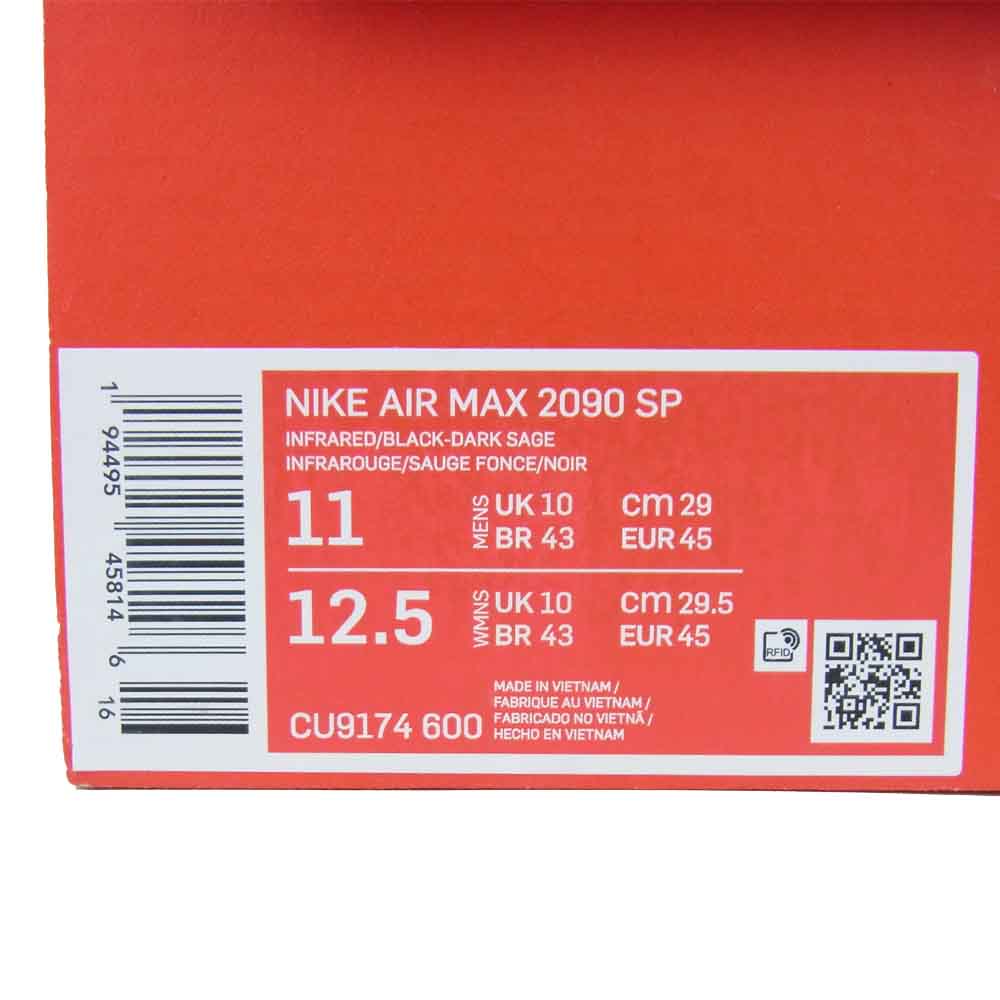 1 94495 45814 6 16
NIKE AIR MAX 2090 SP
INFRARED/BLACK-DARK SAGE
INFRAROUGE/SAUGE FONCE/NOIR
11 MENS UK 10 cm 29
BR 43 EUR 45
12.5 WMNS UK 10 cm 29.5
BR 43 EUR 45
RFID
MADE IN VIETNAM /
FABRIQUE AU VIETNAM /
FABRICADO NO VIETNÃ /
HECHO EN VIETNAM
CU9174 600